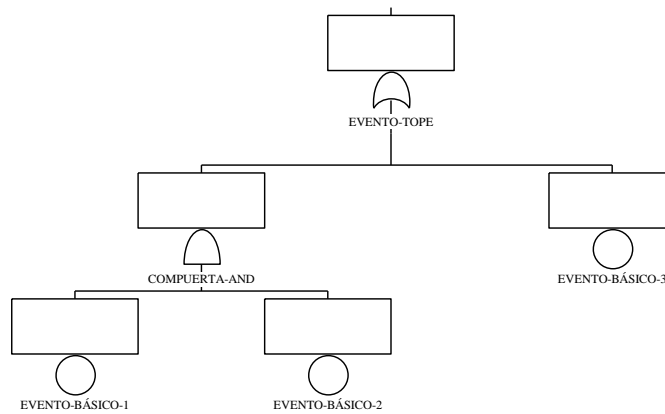 EVENTO-TOPE
COMPUERTA-AND
EVENTO-BÁSICO-3
EVENTO-BÁSICO-1
EVENTO-BÁSICO-2